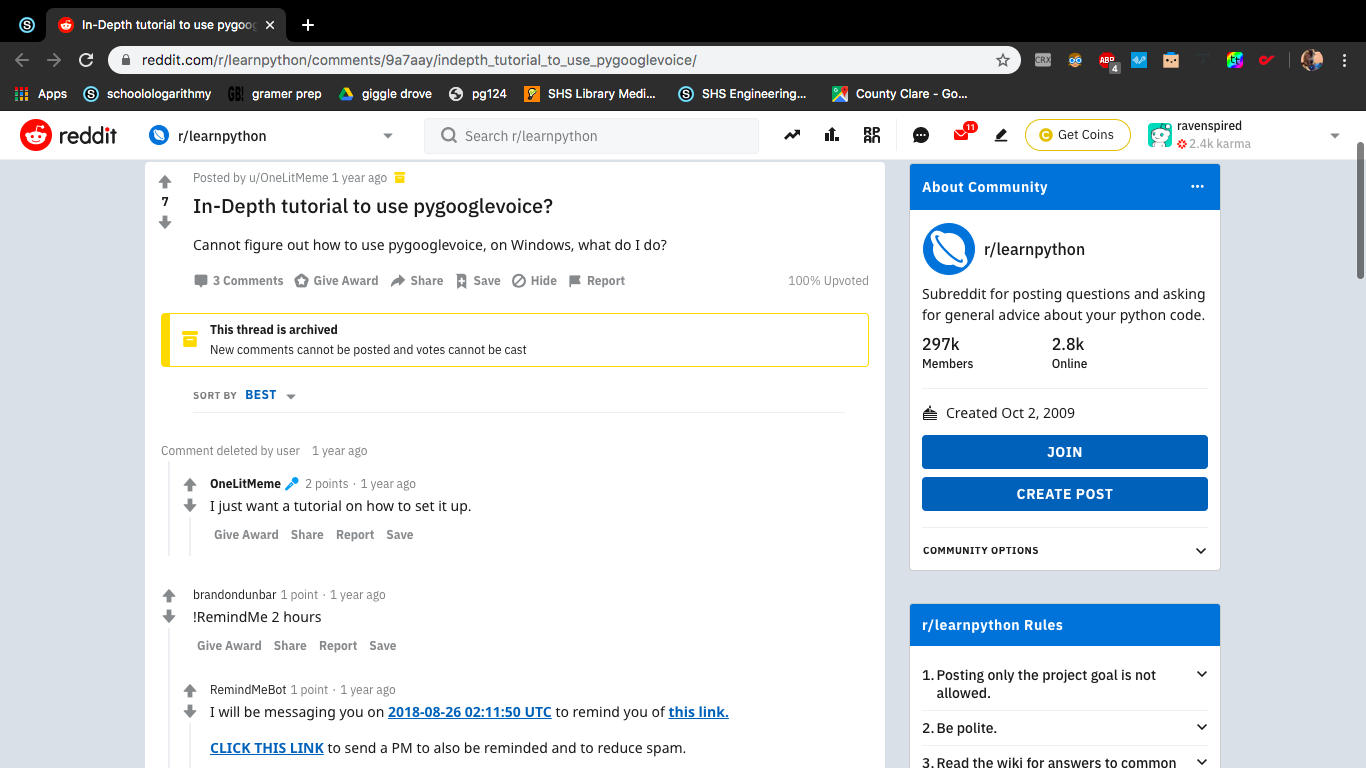 In-Depth tutorial to use pygoog
reddit.com/r/learnpython/comments/9a7aay/indepth_tutorial_to_use_pygooglevoice/
CRX
ABP
4
Apps
schoolologarithmy
GB!
gramer prep
giggle drove
pg124
SHS Library Medi...
SHS Engineering...
County Clare - Go...
reddit
r/learnpython
Search r/learnpython
11
Get Coins
ravenspired
2.4k karma
Posted by u/OneLitMeme 1 year ago
7
In-Depth tutorial to use pygooglevoice?
Cannot figure out how to use pygooglevoice, on Windows, what do I do?
3 Comments Give Award Share Save Hide Report 100% Upvoted
This thread is archived
New comments cannot be posted and votes cannot be cast
SORT BY BEST
Comment deleted by user 1 year ago
OneLitMeme 2 points · 1 year ago
I just want a tutorial on how to set it up.
Give Award Share Report Save
brandondunbar 1 point · 1 year ago
!RemindMe 2 hours
Give Award Share Report Save
RemindMeBot 1 point · 1 year ago
I will be messaging you on 2018-08-26 02:11:50 UTC to remind you of this link.
CLICK THIS LINK to send a PM to also be reminded and to reduce spam.
About Community
r/learnpython
Subreddit for posting questions and asking
for general advice about your python code.
297k 2.8k
Members Online
Created Oct 2, 2009
JOIN
CREATE POST
COMMUNITY OPTIONS
r/learnpython Rules
1. Posting only the project goal is not
allowed.
2. Be polite.
3. Read the wiki for answers to common